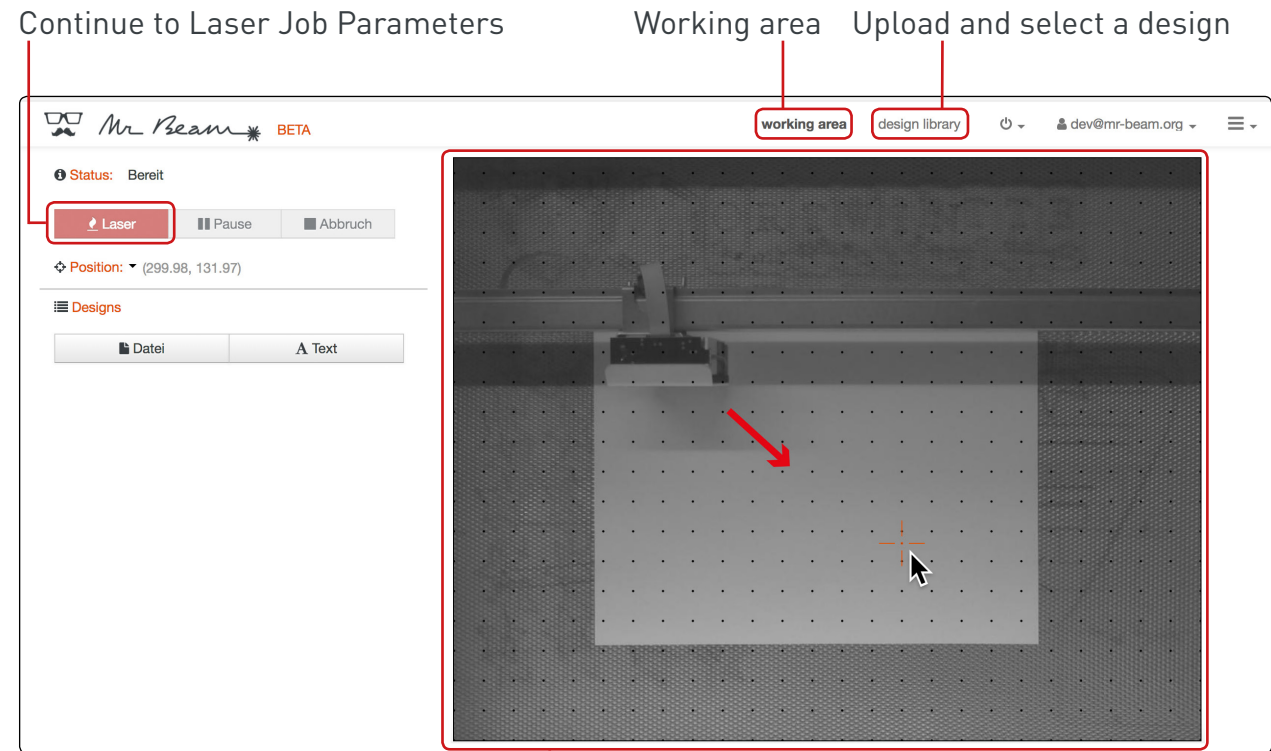 Continue to Laser Job Parameters Working area Upload and select a design
Mr Beam BETA working area design library dev@mr-beam.org
Status: Bereit
Laser Pause Abbruch
Position: (299.98, 131.97)
Designs
Datei A Text